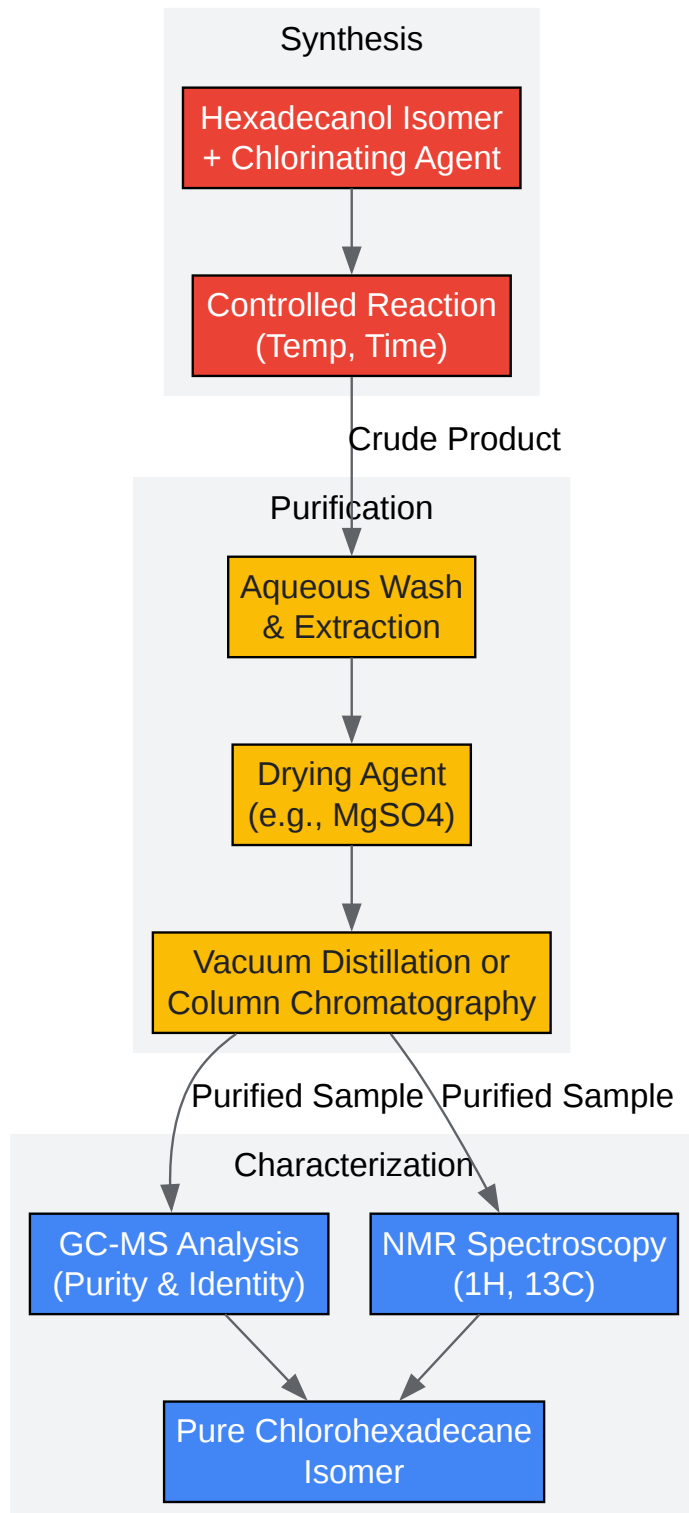 Synthesis
Hexadecanol Isomer
+ Chlorinating Agent
Controlled Reaction
(Temp, Time)
Crude Product
Purification
Aqueous Wash
& Extraction
Drying Agent
(e.g., MgSO4)
Vacuum Distillation or
Column Chromatography
Purified Sample
Purified Sample
Characterization
GC-MS Analysis
(Purity & Identity)
NMR Spectroscopy
(1H, 13C)
Pure Chlorohexadecane
Isomer